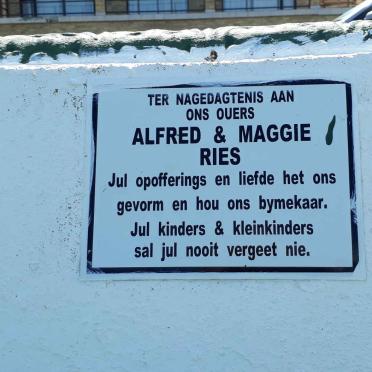 TER NAGEDAGTENIS AAN
ONS OUERS
ALFRED & MAGGIE
RIES
Jul opofferings en liefde het ons
gevorm en hou ons bymekaar.
Jul kinders & kleinkinders
sal jul nooit vergeet nie.